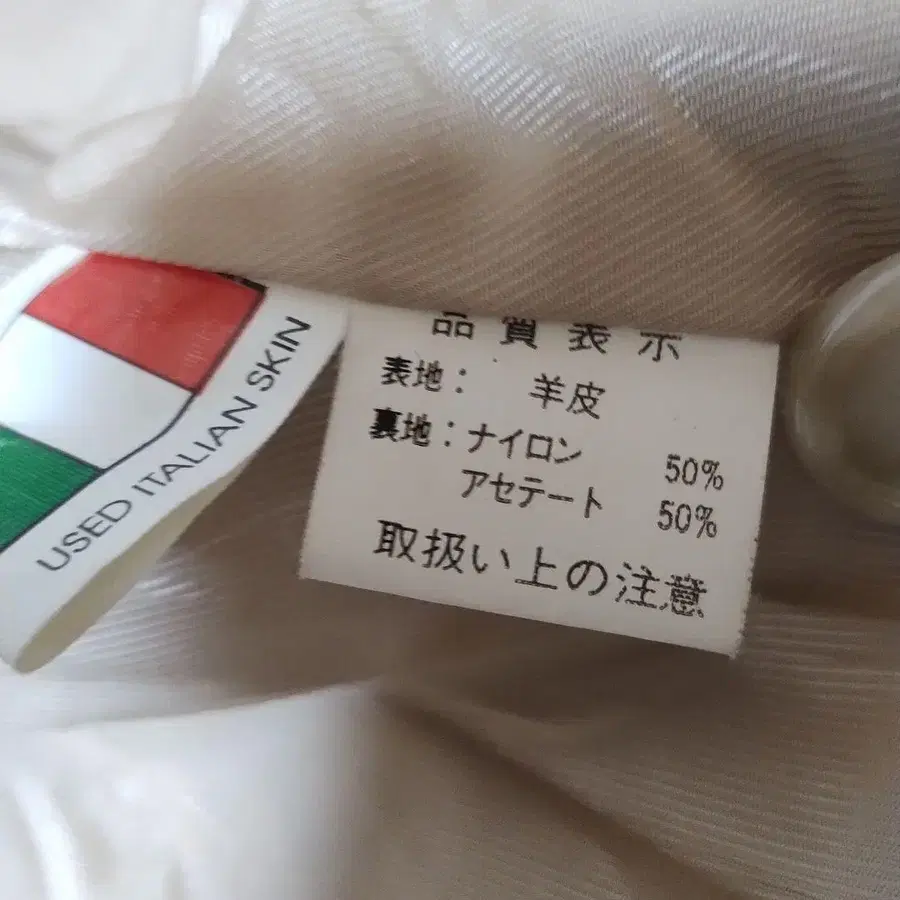 USED ITALIAN SKIN
品質表示
表地： 羊皮
裏地：ナイロン 50%
アセテート 50%
取扱い上の注意